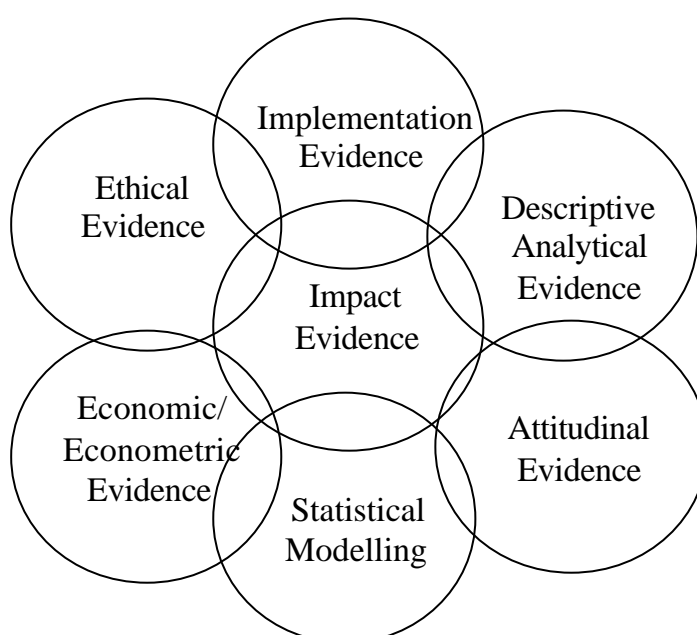 Implementation
Evidence
Ethical
Evidence
Descriptive
Analytical
Evidence
Impact
Evidence
Economic/
Econometric
Evidence
Attitudinal
Evidence
Statistical
Modelling